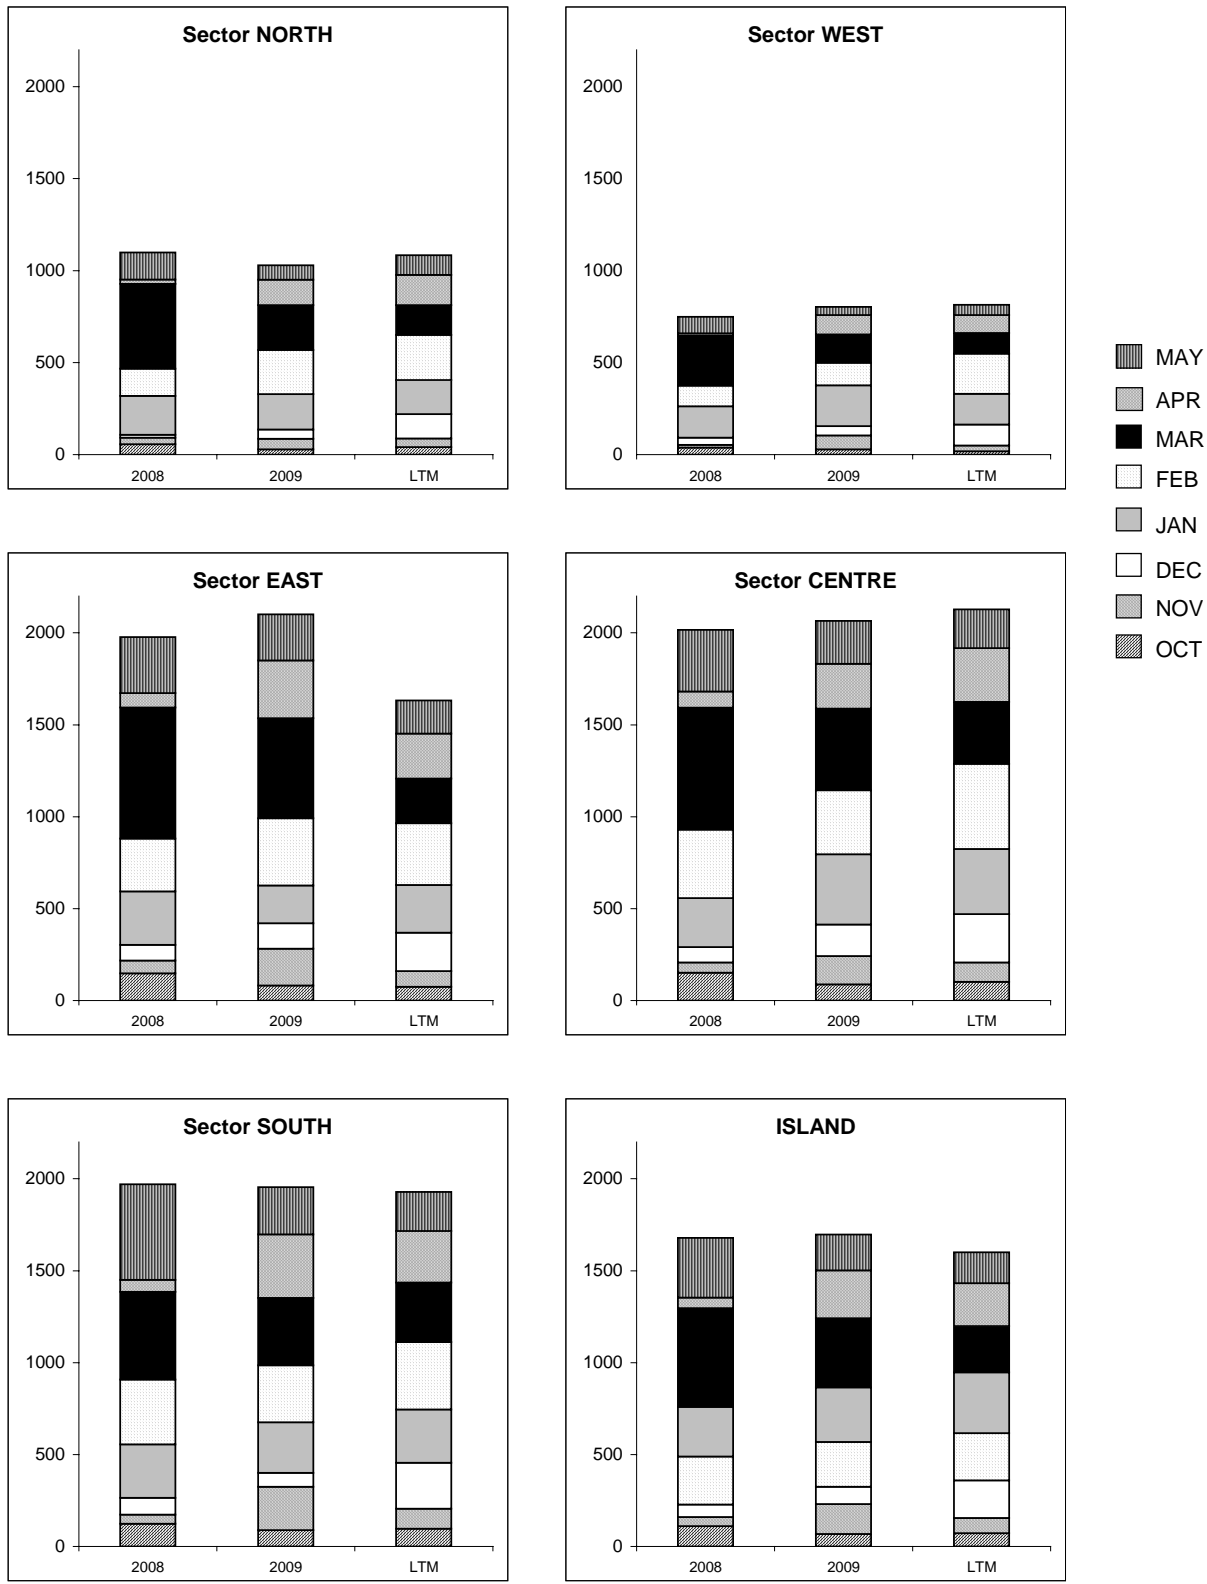 Sector NORTH
2000
1500
1000
500
0
2008 2009 LTM
Sector WEST
2000
1500
1000
500
0
2008 2009 LTM
MAY
APR
MAR
FEB
JAN
DEC
NOV
OCT
Sector EAST
2000
1500
1000
500
0
2008 2009 LTM
Sector CENTRE
2000
1500
1000
500
0
2008 2009 LTM
Sector SOUTH
2000
1500
1000
500
0
2008 2009 LTM
ISLAND
2000
1500
1000
500
0
2008 2009 LTM